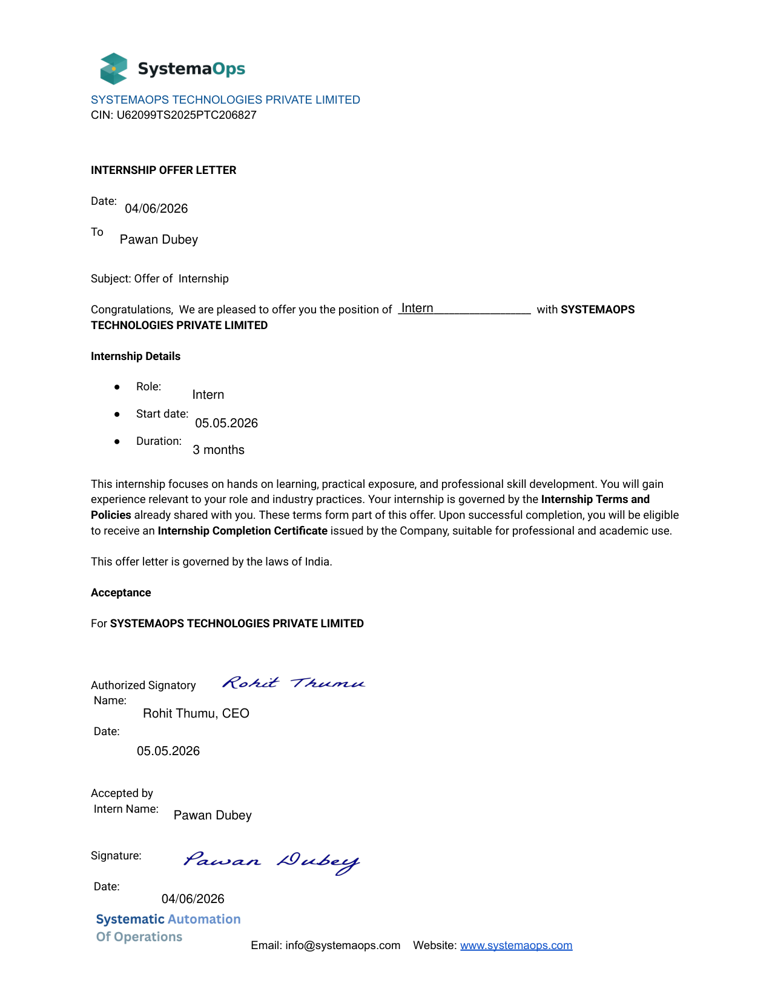 SystemaOps
SYSTEMAOPS TECHNOLOGIES PRIVATE LIMITED
CIN: U62099TS2025PTC206827
INTERNSHIP OFFER LETTER
Date: 04/06/2026
To Pawan Dubey
Subject: Offer of  Internship
Congratulations,  We are pleased to offer you the position of Intern with SYSTEMAOPS
TECHNOLOGIES PRIVATE LIMITED
Internship Details
● Role: Intern
● Start date: 05.05.2026
● Duration: 3 months
This internship focuses on hands on learning, practical exposure, and professional skill development. You will gain
experience relevant to your role and industry practices. Your internship is governed by the Internship Terms and
Policies already shared with you. These terms form part of this offer. Upon successful completion, you will be eligible
to receive an Internship Completion Certificate issued by the Company, suitable for professional and academic use.
This offer letter is governed by the laws of India.
Acceptance
For SYSTEMAOPS TECHNOLOGIES PRIVATE LIMITED
Authorized Signatory Rohit Thumu
Name: Rohit Thumu, CEO
Date: 05.05.2026
Accepted by
Intern Name: Pawan Dubey
Signature: Pawan Dubey
Date: 04/06/2026
Systematic Automation
Of Operations
Email: info@systemaops.com Website: www.systemaops.com